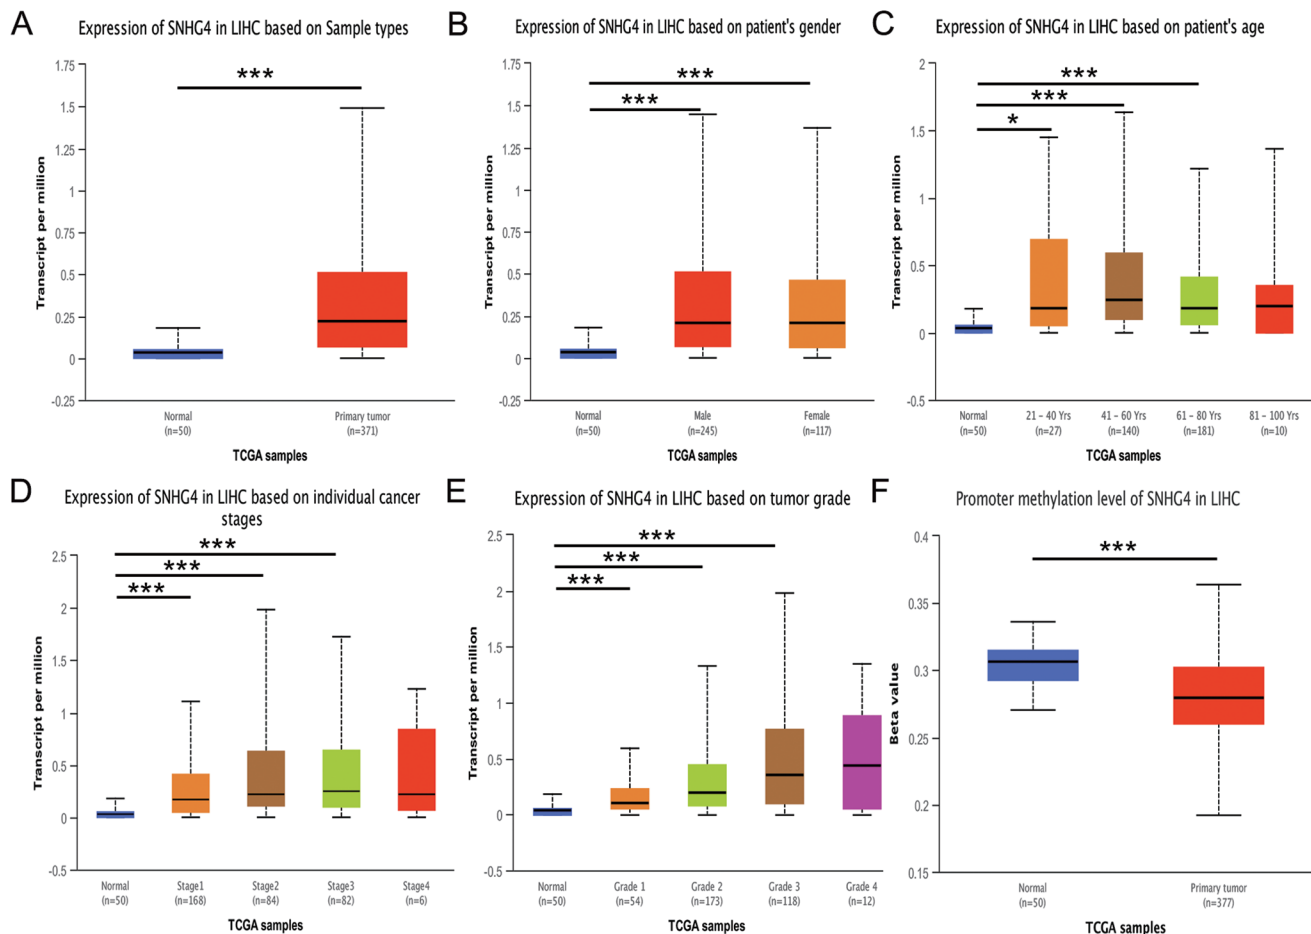 A
Expression of SNHG4 in LIHC based on Sample types
***
Transcript per million
1.75
1.5
1.25
1
0.75
0.5
0.25
0
-0.25
Normal
(n=50)
Primary tumor
(n=371)
TCGA samples
B
Expression of SNHG4 in LIHC based on patient's gender
***
***
Transcript per million
1.75
1.5
1.25
1
0.75
0.5
0.25
0
-0.25
Normal
(n=50)
Male
(n=245)
Female
(n=117)
TCGA samples
C
Expression of SNHG4 in LIHC based on patient's age
***
***
*
Transcript per million
2
1.5
1
0.5
0
-0.5
Normal
(n=50)
21 – 40 Yrs
(n=27)
41 – 60 Yrs
(n=140)
61 – 80 Yrs
(n=181)
81 – 100 Yrs
(n=10)
TCGA samples
D
Expression of SNHG4 in LIHC based on individual cancer
stages
***
***
***
Transcript per million
2.5
2
1.5
1
0.5
0
-0.5
Normal
(n=50)
Stage1
(n=168)
Stage2
(n=84)
Stage3
(n=82)
Stage4
(n=6)
TCGA samples
E
Expression of SNHG4 in LIHC based on tumor grade
***
***
***
Transcript per million
2.5
2
1.5
1
0.5
0
-0.5
Normal
(n=50)
Grade 1
(n=54)
Grade 2
(n=173)
Grade 3
(n=118)
Grade 4
(n=12)
TCGA samples
F
Promoter methylation level of SNHG4 in LIHC
***
Beta value
0.4
0.35
0.3
0.25
0.2
0.15
Normal
(n=50)
Primary tumor
(n=377)
TCGA samples